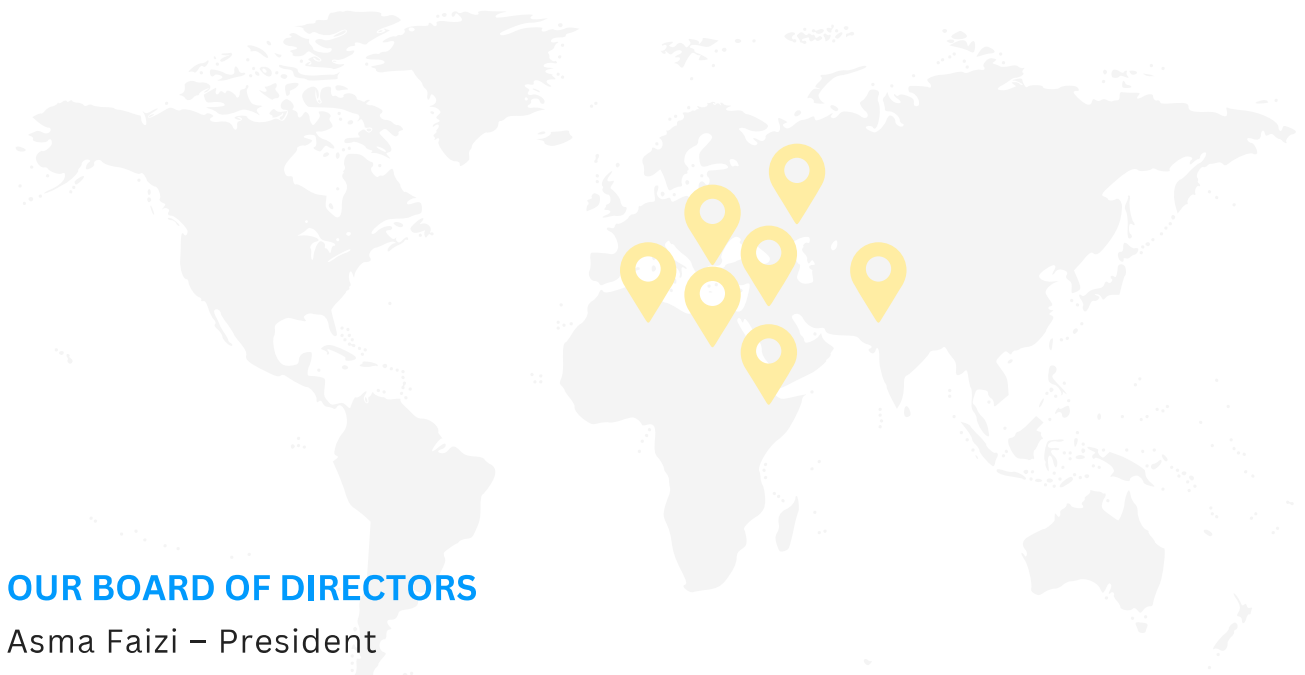 OUR BOARD OF DIRECTORS
Asma Faizi – President